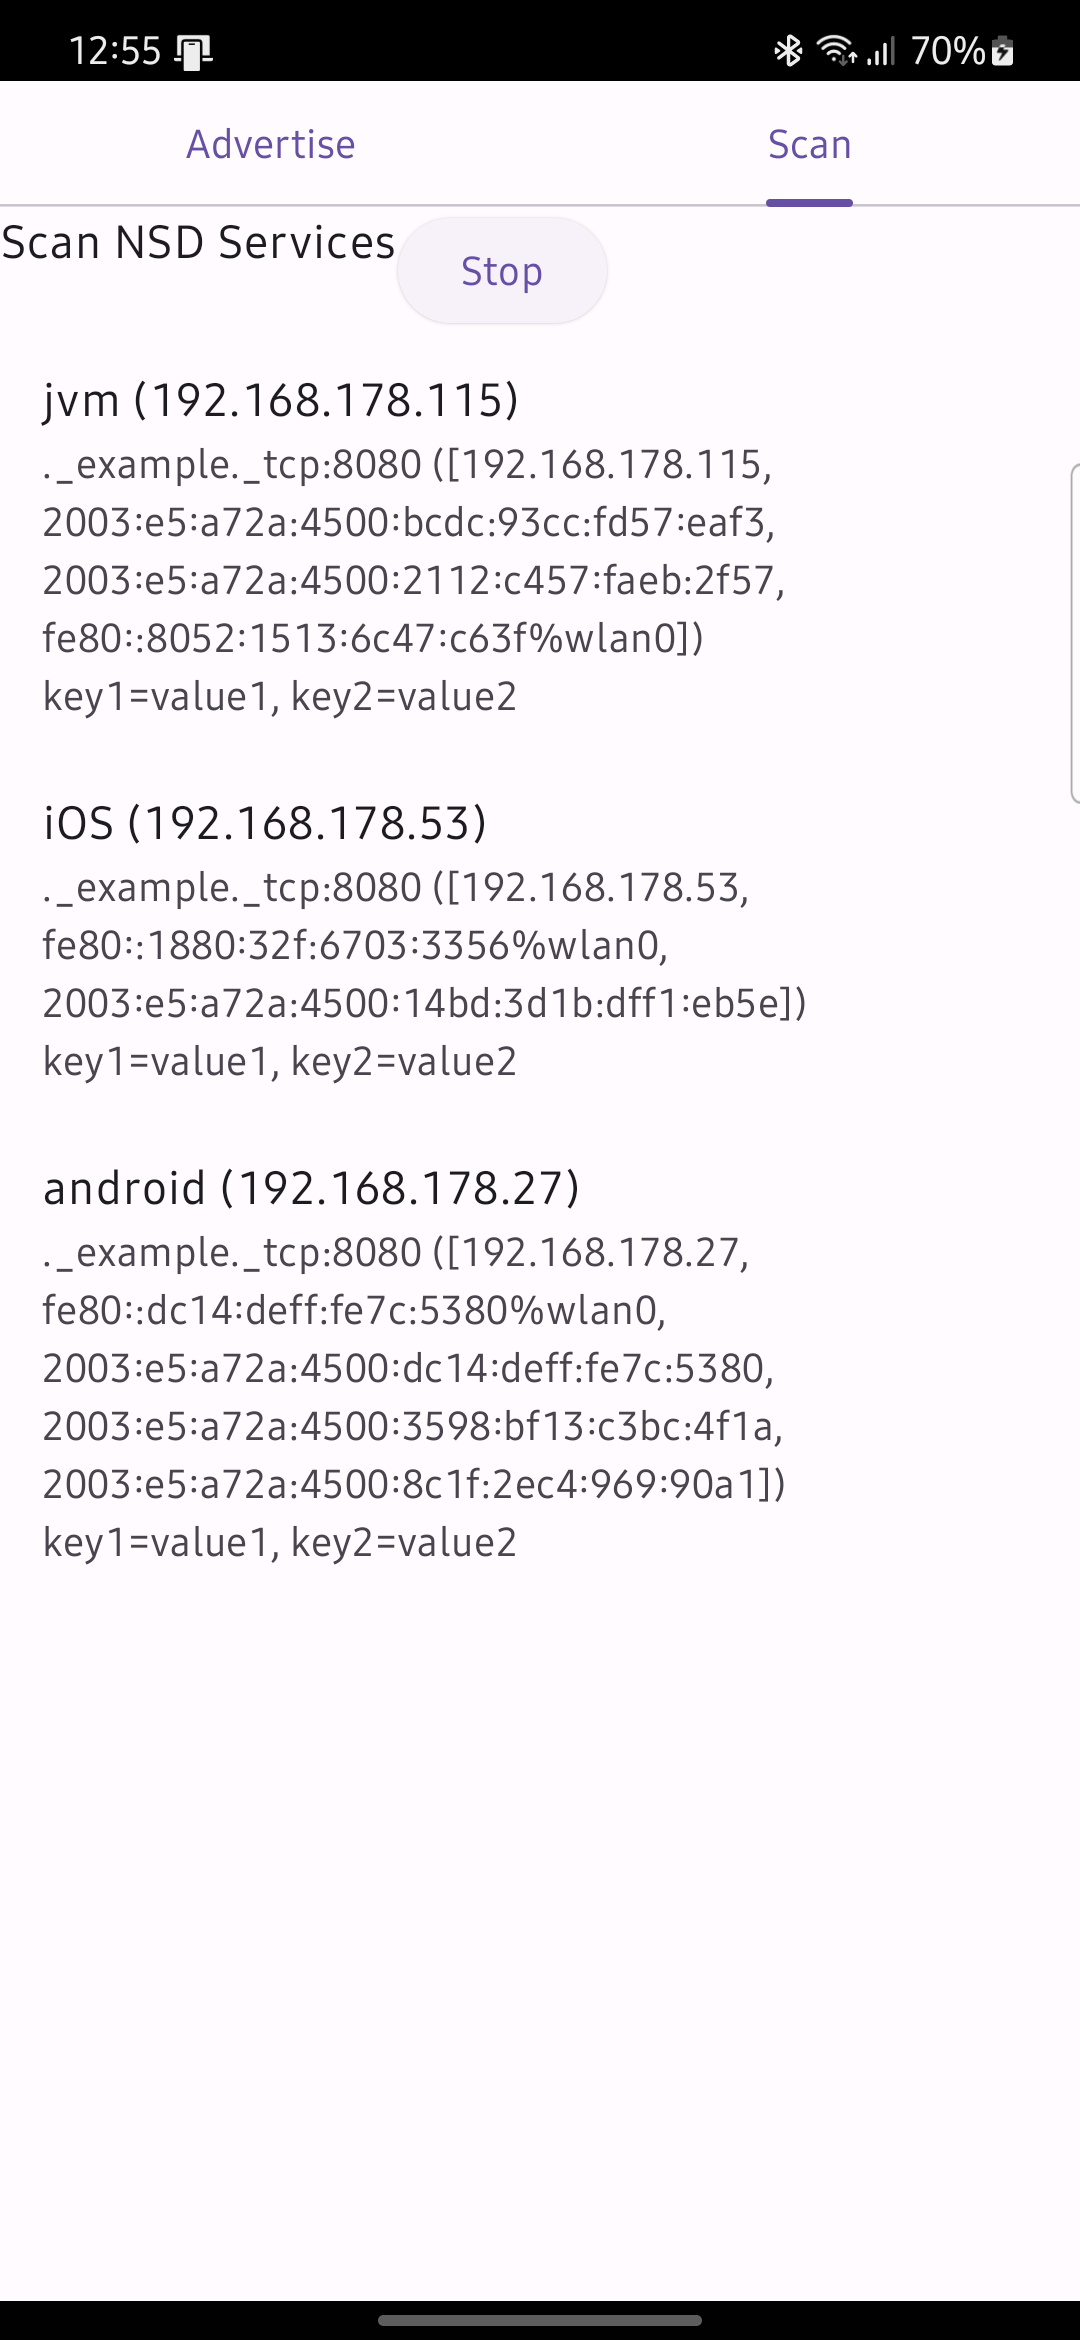 12:55 70%
Advertise Scan
Scan NSD Services Stop
jvm (192.168.178.115)
._example._tcp:8080 ([192.168.178.115,
2003:e5:a72a:4500:bcdc:93cc:fd57:eaf3,
2003:e5:a72a:4500:2112:c457:faeb:2f57,
fe80::8052:1513:6c47:c63f%wlan0])
key1=value1, key2=value2
iOS (192.168.178.53)
._example._tcp:8080 ([192.168.178.53,
fe80::1880:32f:6703:3356%wlan0,
2003:e5:a72a:4500:14bd:3d1b:dff1:eb5e])
key1=value1, key2=value2
android (192.168.178.27)
._example._tcp:8080 ([192.168.178.27,
fe80::dc14:deff:fe7c:5380%wlan0,
2003:e5:a72a:4500:dc14:deff:fe7c:5380,
2003:e5:a72a:4500:3598:bf13:c3bc:4f1a,
2003:e5:a72a:4500:8c1f:2ec4:969:90a1])
key1=value1, key2=value2